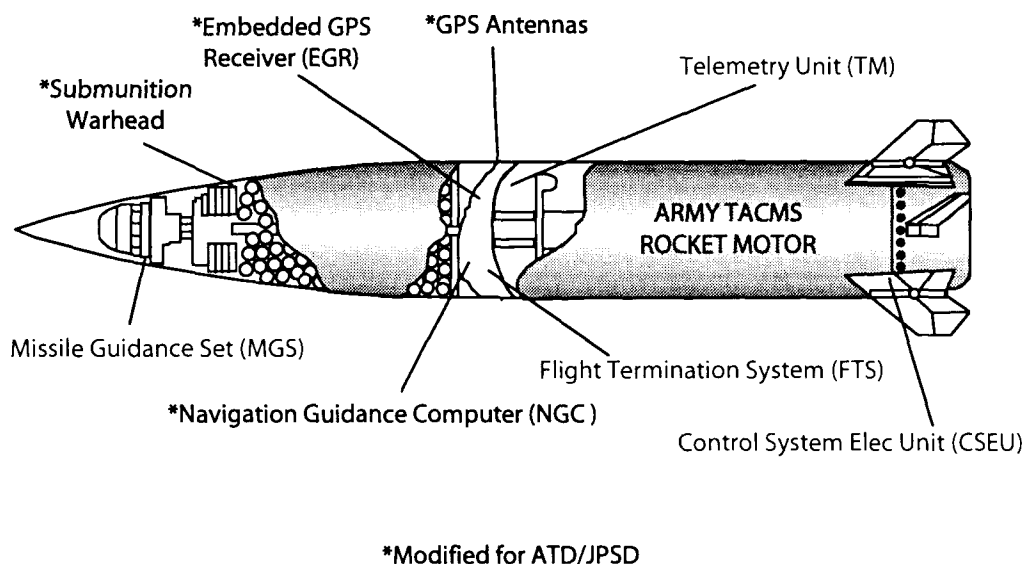 *Embedded GPS
Receiver (EGR)
*GPS Antennas
Telemetry Unit (TM)
*Submunition
Warhead
ARMY TACMS
ROCKET MOTOR
Missile Guidance Set (MGS)
Flight Termination System (FTS)
*Navigation Guidance Computer (NGC )
Control System Elec Unit (CSEU)
*Modified for ATD/JPSD